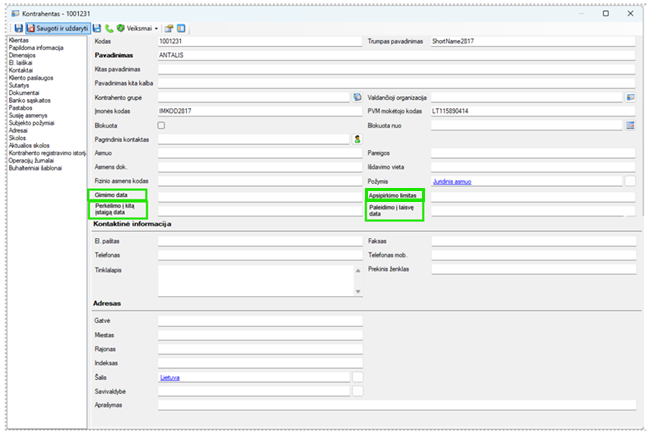 Kontrahentas - 1001231
Saugoti ir uždaryti
Veiksmai
Klientas
Papildoma informacija
Dimensijos
El. laiškai
Kontaktai
Kliento paslaugos
Sutartys
Dokumentai
Banko sąskaitos
Pastabos
Susiję asmenys
Subjekto požymiai
Adresai
Skolos
Aktualios skolos
Kontrahento registravimo istorij
Operacijų žurnalai
Buhalteriniai šablonai
Kodas 1001231 Trumpas pavadinimas ShortName2817
Pavadinimas ANTALIS
Kitas pavadinimas
Pavadinimas kita kalba
Kontrahento grupė Valdančioji organizacija
Įmonės kodas IMKOD2817 PVM mokėtojo kodas LT115890414
Blokuota Blokuota nuo
Pagrindinis kontaktas
Asmuo Pareigos
Asmens dok. Išdavimo vieta
Fizinio asmens kodas Požymis Juridinis asmuo
Gimimo data Apsipirkimo limitas
Perkėlimo į kitą įstaigą data Paleidimo į laisvę data
Kontaktinė informacija
El. paštas Faksas
Telefonas Telefonas mob.
Tinklalapis Prekinis ženklas
Adresas
Gatvė
Miestas
Rajonas
Indeksas
Šalis Lietuva
Savivaldybė
Aprašymas